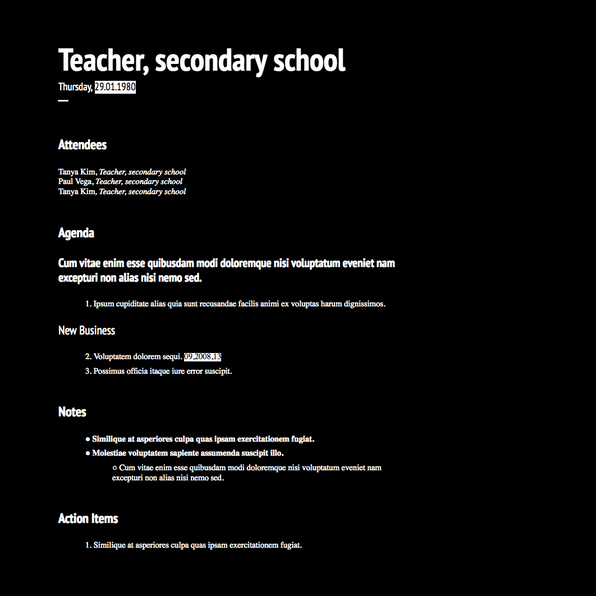 Teacher, secondary school
Thursday, 29.01.1980
Attendees
Tanya Kim, Teacher, secondary school
Paul Vega, Teacher, secondary school
Tanya Kim, Teacher, secondary school
Agenda
Cum vitae enim esse quibusdam modi doloremque nisi voluptatum eveniet nam
excepturi non alias nisi nemo sed.
1. Ipsum cupiditate alias quia sunt recusandae facilis animi ex voluptas harum dignissimos.
New Business
2. Voluptatem dolorem sequi. 09.2008.13
3. Possimus officia itaque iure error suscipit.
Notes
● Similique at asperiores culpa quas ipsam exercitationem fugiat.
● Molestiae voluptatem sapiente assumenda suscipit illo.
○ Cum vitae enim esse quibusdam modi doloremque nisi voluptatum eveniet nam
excepturi non alias nisi nemo sed.
Action Items
1. Similique at asperiores culpa quas ipsam exercitationem fugiat.